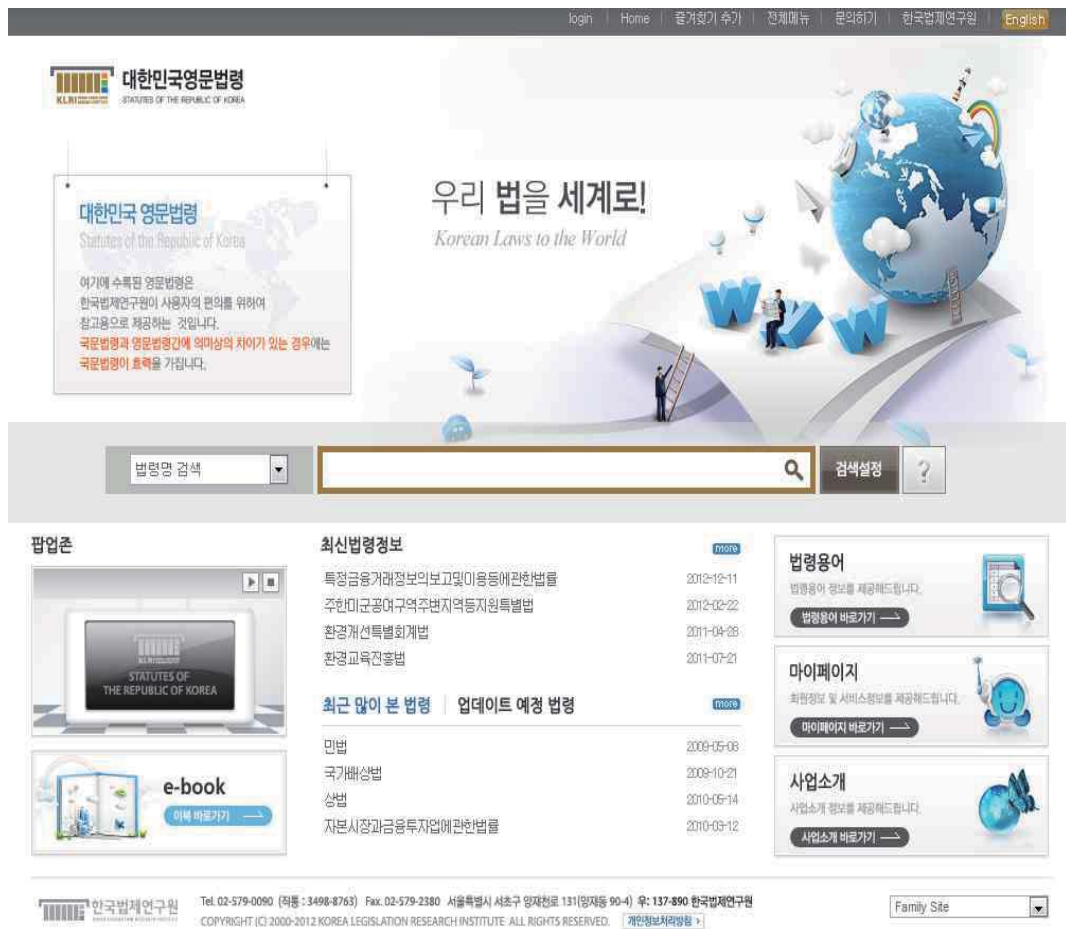 login | Home | 즐겨찾기 추가 | 전체메뉴 | 문의하기 | 한국법제연구원 | English
KLRI
대한민국영문법령
STATUTES OF THE REPUBLIC OF KOREA
대한민국 영문법령
Statutes of the Republic of Korea
여기에 수록된 영문법령은
한국법제연구원이 사용자의 편의를 위하여
참고용으로 제공하는 것입니다.
국문법령과 영문법령간에 의미상의 차이가 있는 경우에는
국문법령이 효력을 가집니다.
우리 법을 세계로!
Korean Laws to the World
WWW
법령명 검색
검색설정
?
팝업존
STATUTES OF
THE REPUBLIC OF KOREA
e-book
이북 바로가기
최신법령정보 more
특정금융거래정보의보고및이용등에관한법률 2012-12-11
주한미군공여구역주변지역등지원특별법 2012-02-22
환경개선특별회계법 2011-04-28
환경교육진흥법 2011-07-21
최근 많이 본 법령 | 업데이트 예정 법령 more
민법 2009-05-08
국가배상법 2009-10-21
상법 2010-05-14
자본시장과금융투자업에관한법률 2010-03-12
법령용어
법령용어 정보를 제공해드립니다.
법령용어 바로가기
마이페이지
회원정보 및 서비스정보를 제공해드립니다.
마이페이지 바로가기
사업소개
사업소개 정보를 제공해드립니다.
사업소개 바로가기
한국법제연구원
Tel. 02-579-0090 (직통 : 3498-8763) Fax. 02-579-2380 서울특별시 서초구 양재천로 131(양재동 90-4) 우: 137-890 한국법제연구원
COPYRIGHT (C) 2000-2012 KOREA LEGISLATION RESEARCH INSTITUTE ALL RIGHTS RESERVED. 개인정보처리방침 ›
Family Site